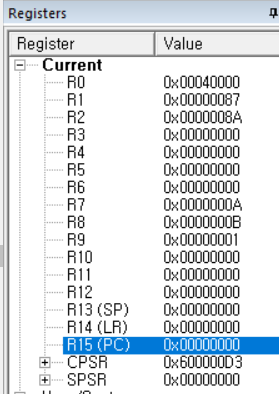 Registers
Register Value
Current
R0 0x00040000
R1 0x00000087
R2 0x0000008A
R3 0x00000000
R4 0x00000000
R5 0x00000000
R6 0x00000000
R7 0x0000000A
R8 0x0000000B
R9 0x00000001
R10 0x00000000
R11 0x00000000
R12 0x00000000
R13 (SP) 0x00000000
R14 (LR) 0x00000000
R15 (PC) 0x00000000
CPSR 0x600000D3
SPSR 0x00000000